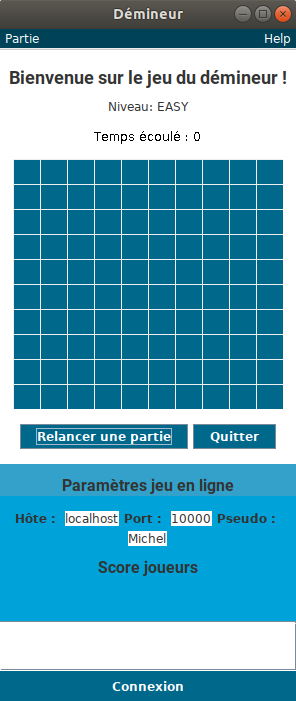 Démineur
Partie Help
Bienvenue sur le jeu du démineur !
Niveau: EASY
Temps écoulé : 0
Relancer une partie Quitter
Paramètres jeu en ligne
Hôte : localhost Port : 10000 Pseudo :
Michel
Score joueurs
Connexion